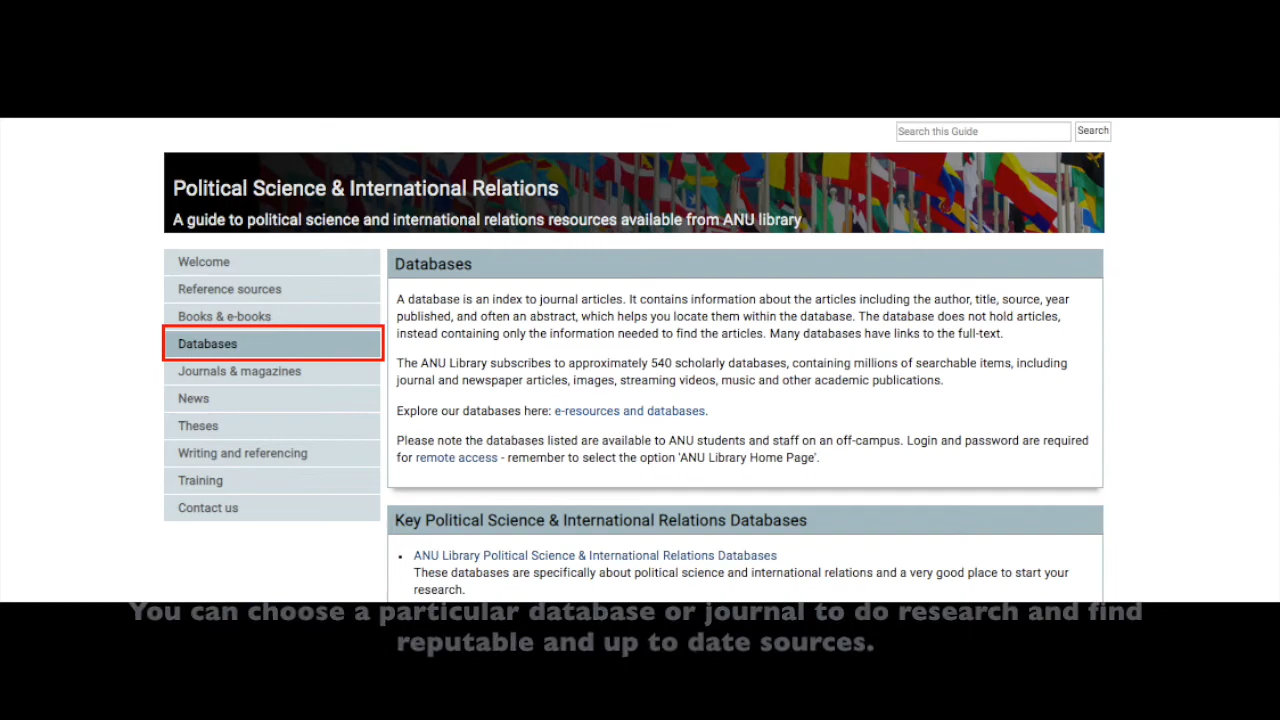 Search this Guide
Search
Political Science & International Relations
A guide to political science and international relations resources available from ANU library
Welcome
Reference sources
Books & e-books
Databases
Journals & magazines
News
Theses
Writing and referencing
Training
Contact us
Databases
A database is an index to journal articles. It contains information about the articles including the author, title, source, year
published, and often an abstract, which helps you locate them within the database. The database does not hold articles,
instead containing only the information needed to find the articles. Many databases have links to the full-text.
The ANU Library subscribes to approximately 540 scholarly databases, containing millions of searchable items, including
journal and newspaper articles, images, streaming videos, music and other academic publications.
Explore our databases here: e-resources and databases.
Please note the databases listed are available to ANU students and staff on an off-campus. Login and password are required
for remote access - remember to select the option 'ANU Library Home Page'.
Key Political Science & International Relations Databases
• ANU Library Political Science & International Relations Databases
These databases are specifically about political science and international relations and a very good place to start your
research.
You can choose a particular database or journal to do research and find
reputable and up to date sources.